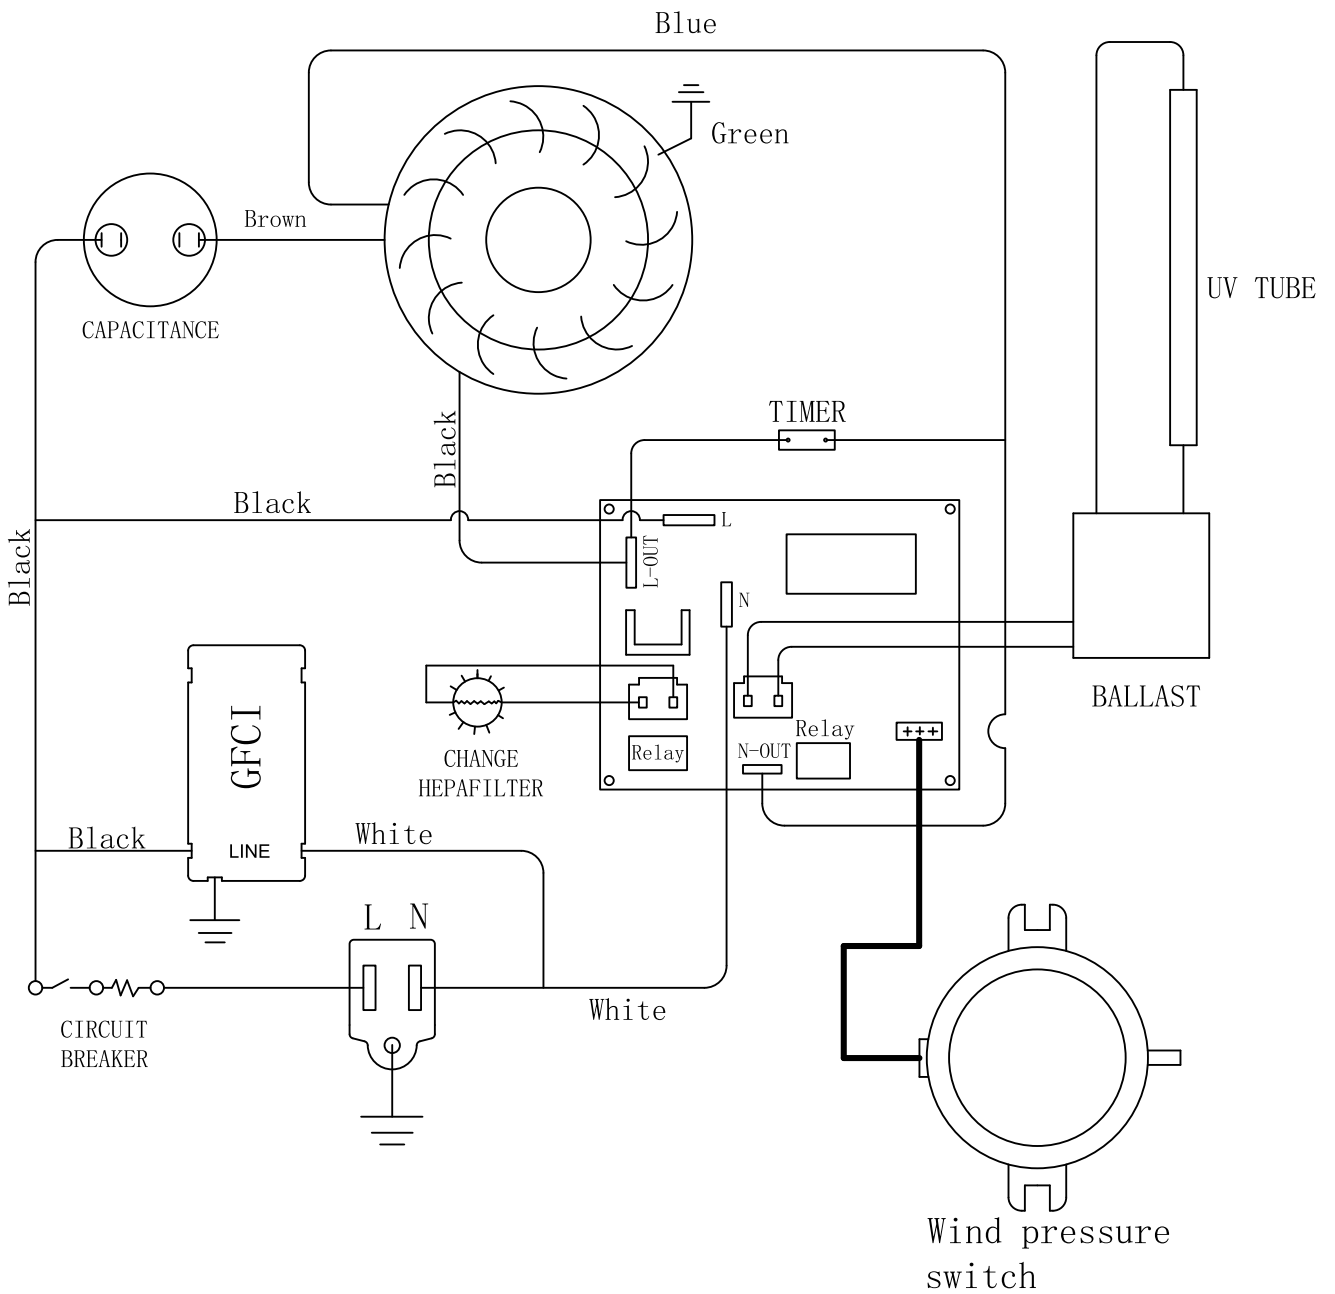 Blue
Green
Brown
UV TUBE
CAPACITANCE
TIMER
Black
Black
L
Black
L-OUT
N
BALLAST
GFCI
Relay
CHANGE
HEPAFILTER
Relay
N-OUT
+++
Black
LINE
White
L N
White
CIRCUIT
BREAKER
Wind pressure
switch